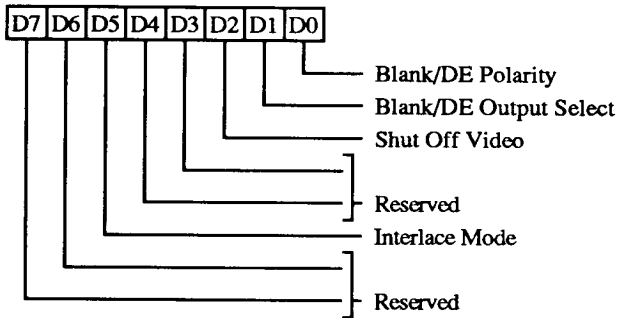 D7 D6 D5 D4 D3 D2 D1 D0
Blank/DE Polarity
Blank/DE Output Select
Shut Off Video
Reserved
Interlace Mode
Reserved